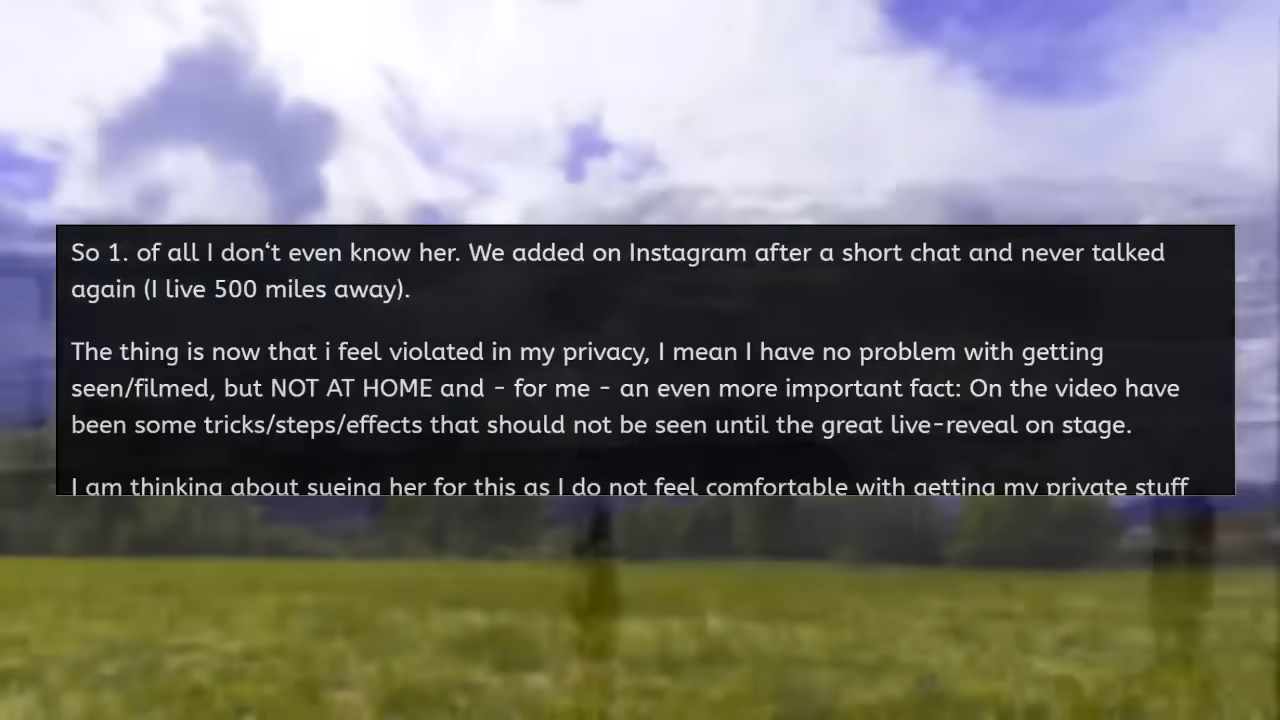 So 1. of all I don‘t even know her. We added on Instagram after a short chat and never talked
again (I live 500 miles away).
The thing is now that i feel violated in my privacy, I mean I have no problem with getting
seen/filmed, but NOT AT HOME and - for me - an even more important fact: On the video have
been some tricks/steps/effects that should not be seen until the great live-reveal on stage.
I am thinking about sueing her for this as I do not feel comfortable with getting my private stuff